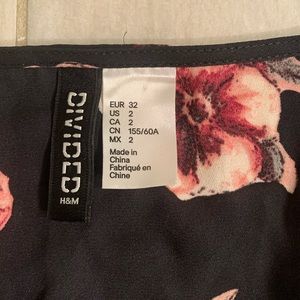 DIVIDED
H&M
EUR 32
US 2
CA 2
CN 155/60A
MX 2
Made in
China
Fabriqué en
Chine